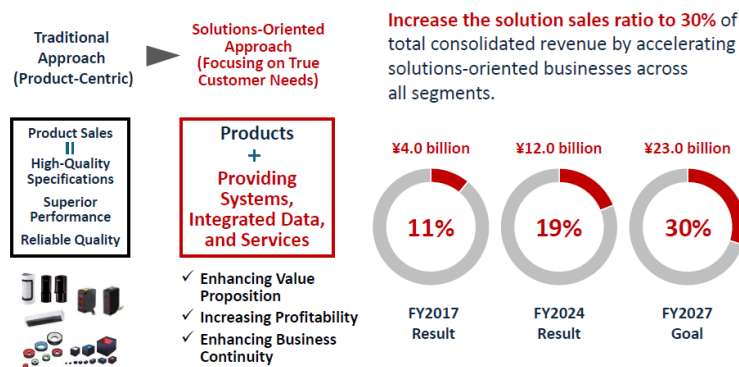 Traditional
Approach
(Product-Centric)
Solutions-Oriented
Approach
(Focusing on True
Customer Needs)
Product Sales
High-Quality
Specifications
Superior
Performance
Reliable Quality
Products
+
Providing
Systems,
Integrated Data,
and Services
✓ Enhancing Value
Proposition
✓ Increasing Profitability
✓ Enhancing Business
Continuity
Increase the solution sales ratio to 30% of
total consolidated revenue by accelerating
solutions-oriented businesses across
all segments.
¥4.0 billion
11%
FY2017
Result
¥12.0 billion
19%
FY2024
Result
¥23.0 billion
30%
FY2027
Goal